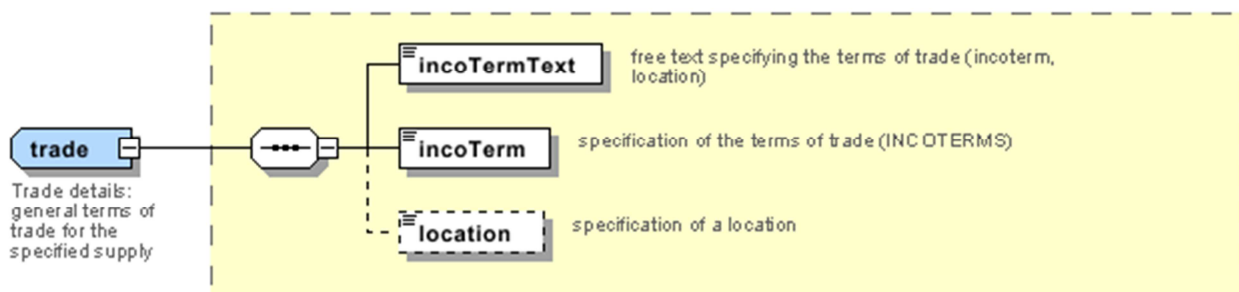 incoTermText
free text specifying the terms of trade (incoterm,
location)
trade
incoTerm
specification of the terms of trade (INCOTERMS)
Trade details:
general terms of
trade for the
specified supply
location
specification of a location